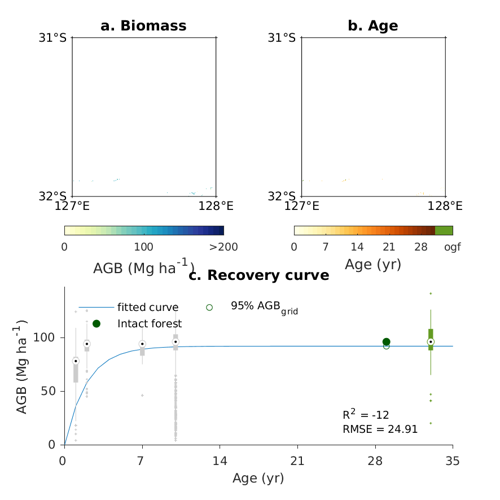 a. Biomass
b. Age
31°S
31°S
32°S
32°S
127°E
128°E
127°E
128°E
0 100 >200
0 7 14 21 28 ogf
AGB (Mg ha-1)
Age (yr)
c. Recovery curve
fitted curve
95% AGBgrid
Intact forest
100
50
0
AGB (Mg ha-1)
R2 = -12
RMSE = 24.91
0 7 14 21 28 35
Age (yr)